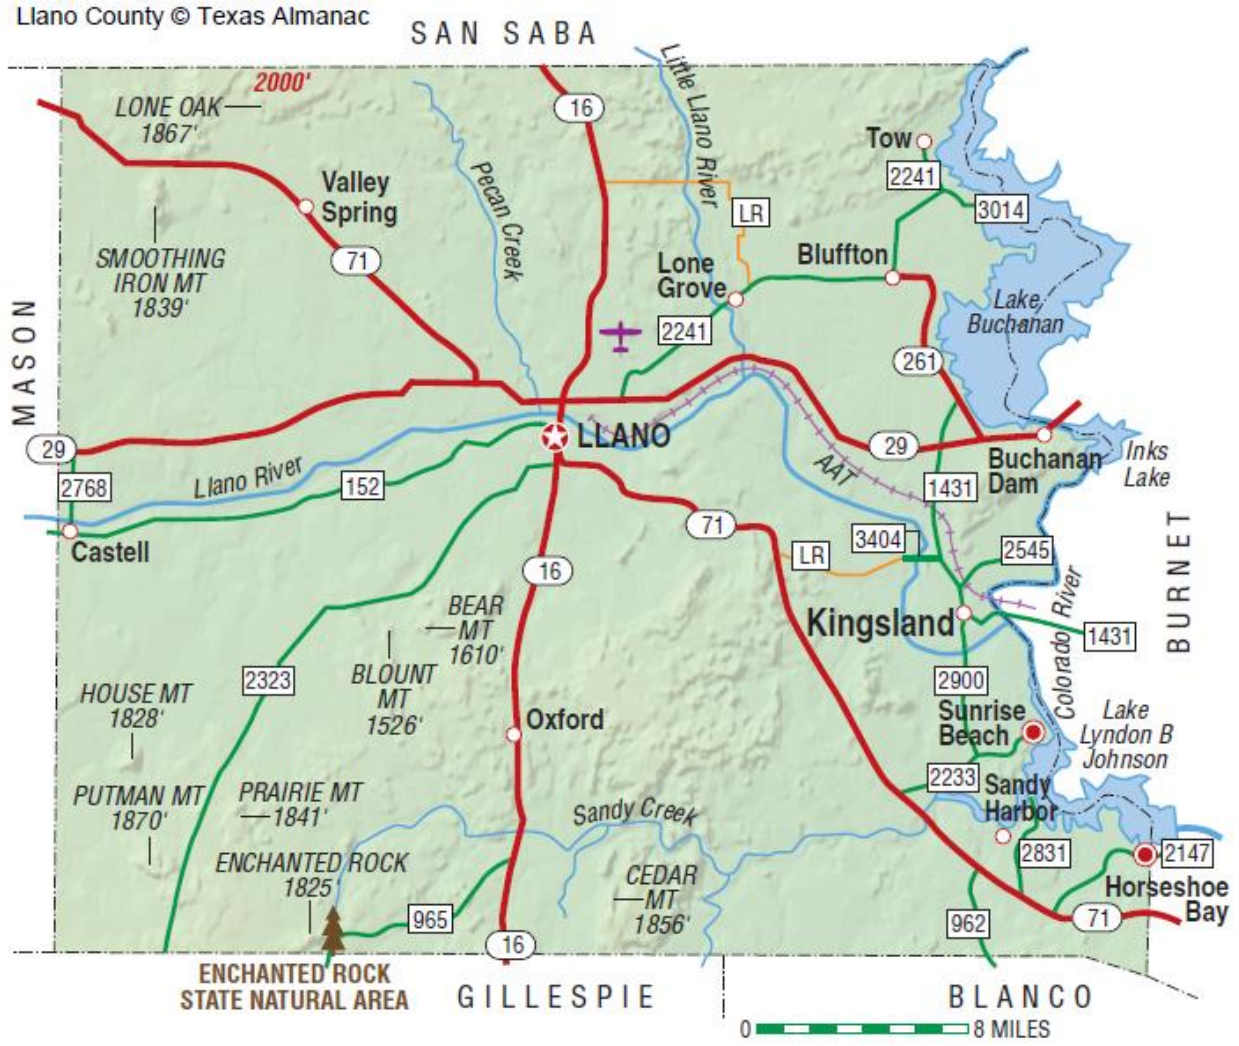 Llano County © Texas Almanac
SAN SABA
2000'
LONE OAK
1867'
16
Little Llano River
Tow
2241
3014
Valley
Spring
Pecan Creek
LR
71
SMOOTHING
IRON MT
1839'
Lone
Grove
Bluffton
Lake
Buchanan
2241
261
MASON
29
2768
Llano River
152
LLANO
29
Buchanan
Dam
Inks
Lake
AAT
1431
Castell
71
3404
LR
2545
16
BEAR
MT
1610'
Kingsland
Colorado River
1431
BURNET
2323
BLOUNT
MT
1526'
2900
HOUSE MT
1828'
Oxford
Sunrise
Beach
Lake
Lyndon B
Johnson
PUTMAN MT
1870'
PRAIRIE MT
1841'
Sandy Creek
2233
Sandy
Harbor
ENCHANTED ROCK
1825'
CEDAR
MT
1856'
2831
2147
Horseshoe
Bay
965
962
71
16
ENCHANTED ROCK
STATE NATURAL AREA
GILLESPIE
BLANCO
0
8 MILES